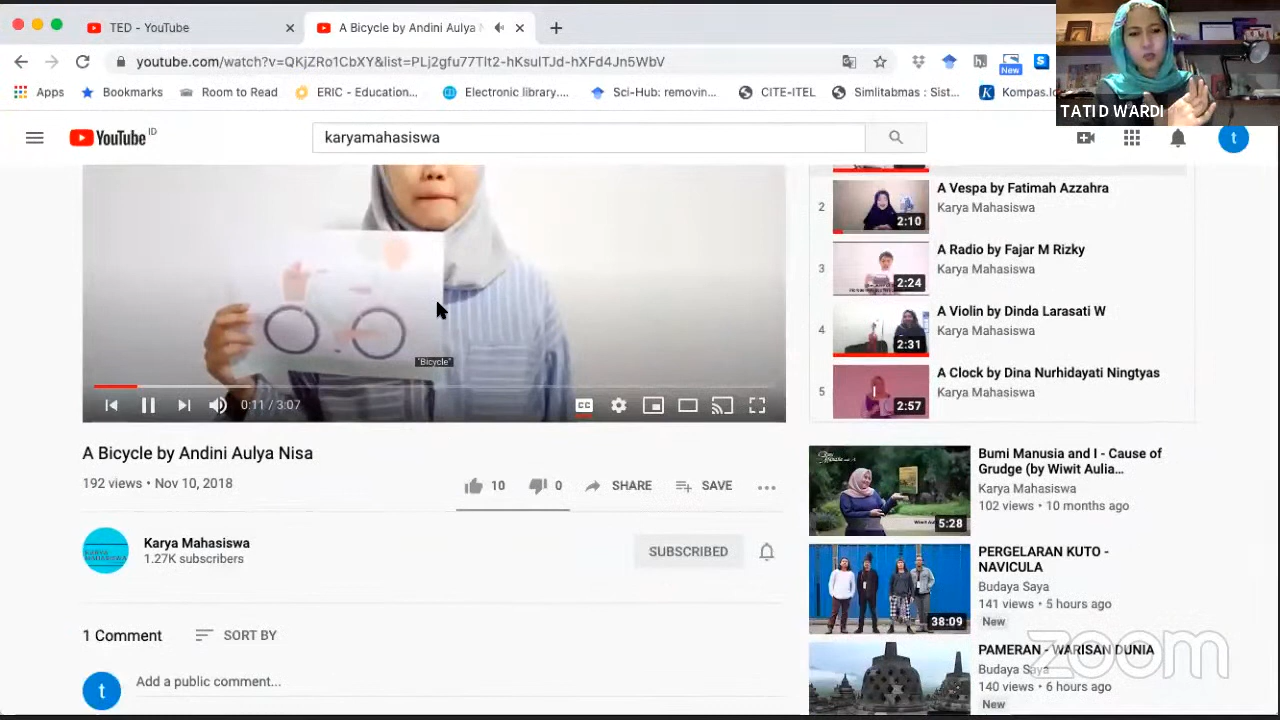 TED - YouTube
A Bicycle by Andini Aulya N
youtube.com/watch?v=QKjZRo1CbXY&list=PLj2gfu77Tlt2-hKsulTJd-hXFd4Jn5WbV
New
Apps
Bookmarks
Room to Read
ERIC - Education...
Electronic library....
Sci-Hub: removin...
CITE-ITEL
Simlitabmas : Sist...
Kompas.
TATI D WARDI
YouTube ID
karyamahasiswa
t
"Bicycle"
0:11 / 3:07
CC
2
2:10
A Vespa by Fatimah Azzahra
Karya Mahasiswa
3
2:24
A Radio by Fajar M Rizky
Karya Mahasiswa
4
2:31
A Violin by Dinda Larasati W
Karya Mahasiswa
5
2:57
A Clock by Dina Nurhidayati Ningtyas
Karya Mahasiswa
A Bicycle by Andini Aulya Nisa
192 views • Nov 10, 2018
10
0
SHARE
SAVE
KARYA
MAHASISWA
Karya Mahasiswa
1.27K subscribers
SUBSCRIBED
1 Comment
SORT BY
t
Add a public comment...
5:28
Bumi Manusia and I - Cause of
Grudge (by Wiwit Aulia...
Karya Mahasiswa
102 views • 10 months ago
38:09
PERGELARAN KUTO -
NAVICULA
Budaya Saya
141 views • 5 hours ago
New
PAMERAN - WARISAN DUNIA
Budaya Saya
140 views • 6 hours ago
New
zoom